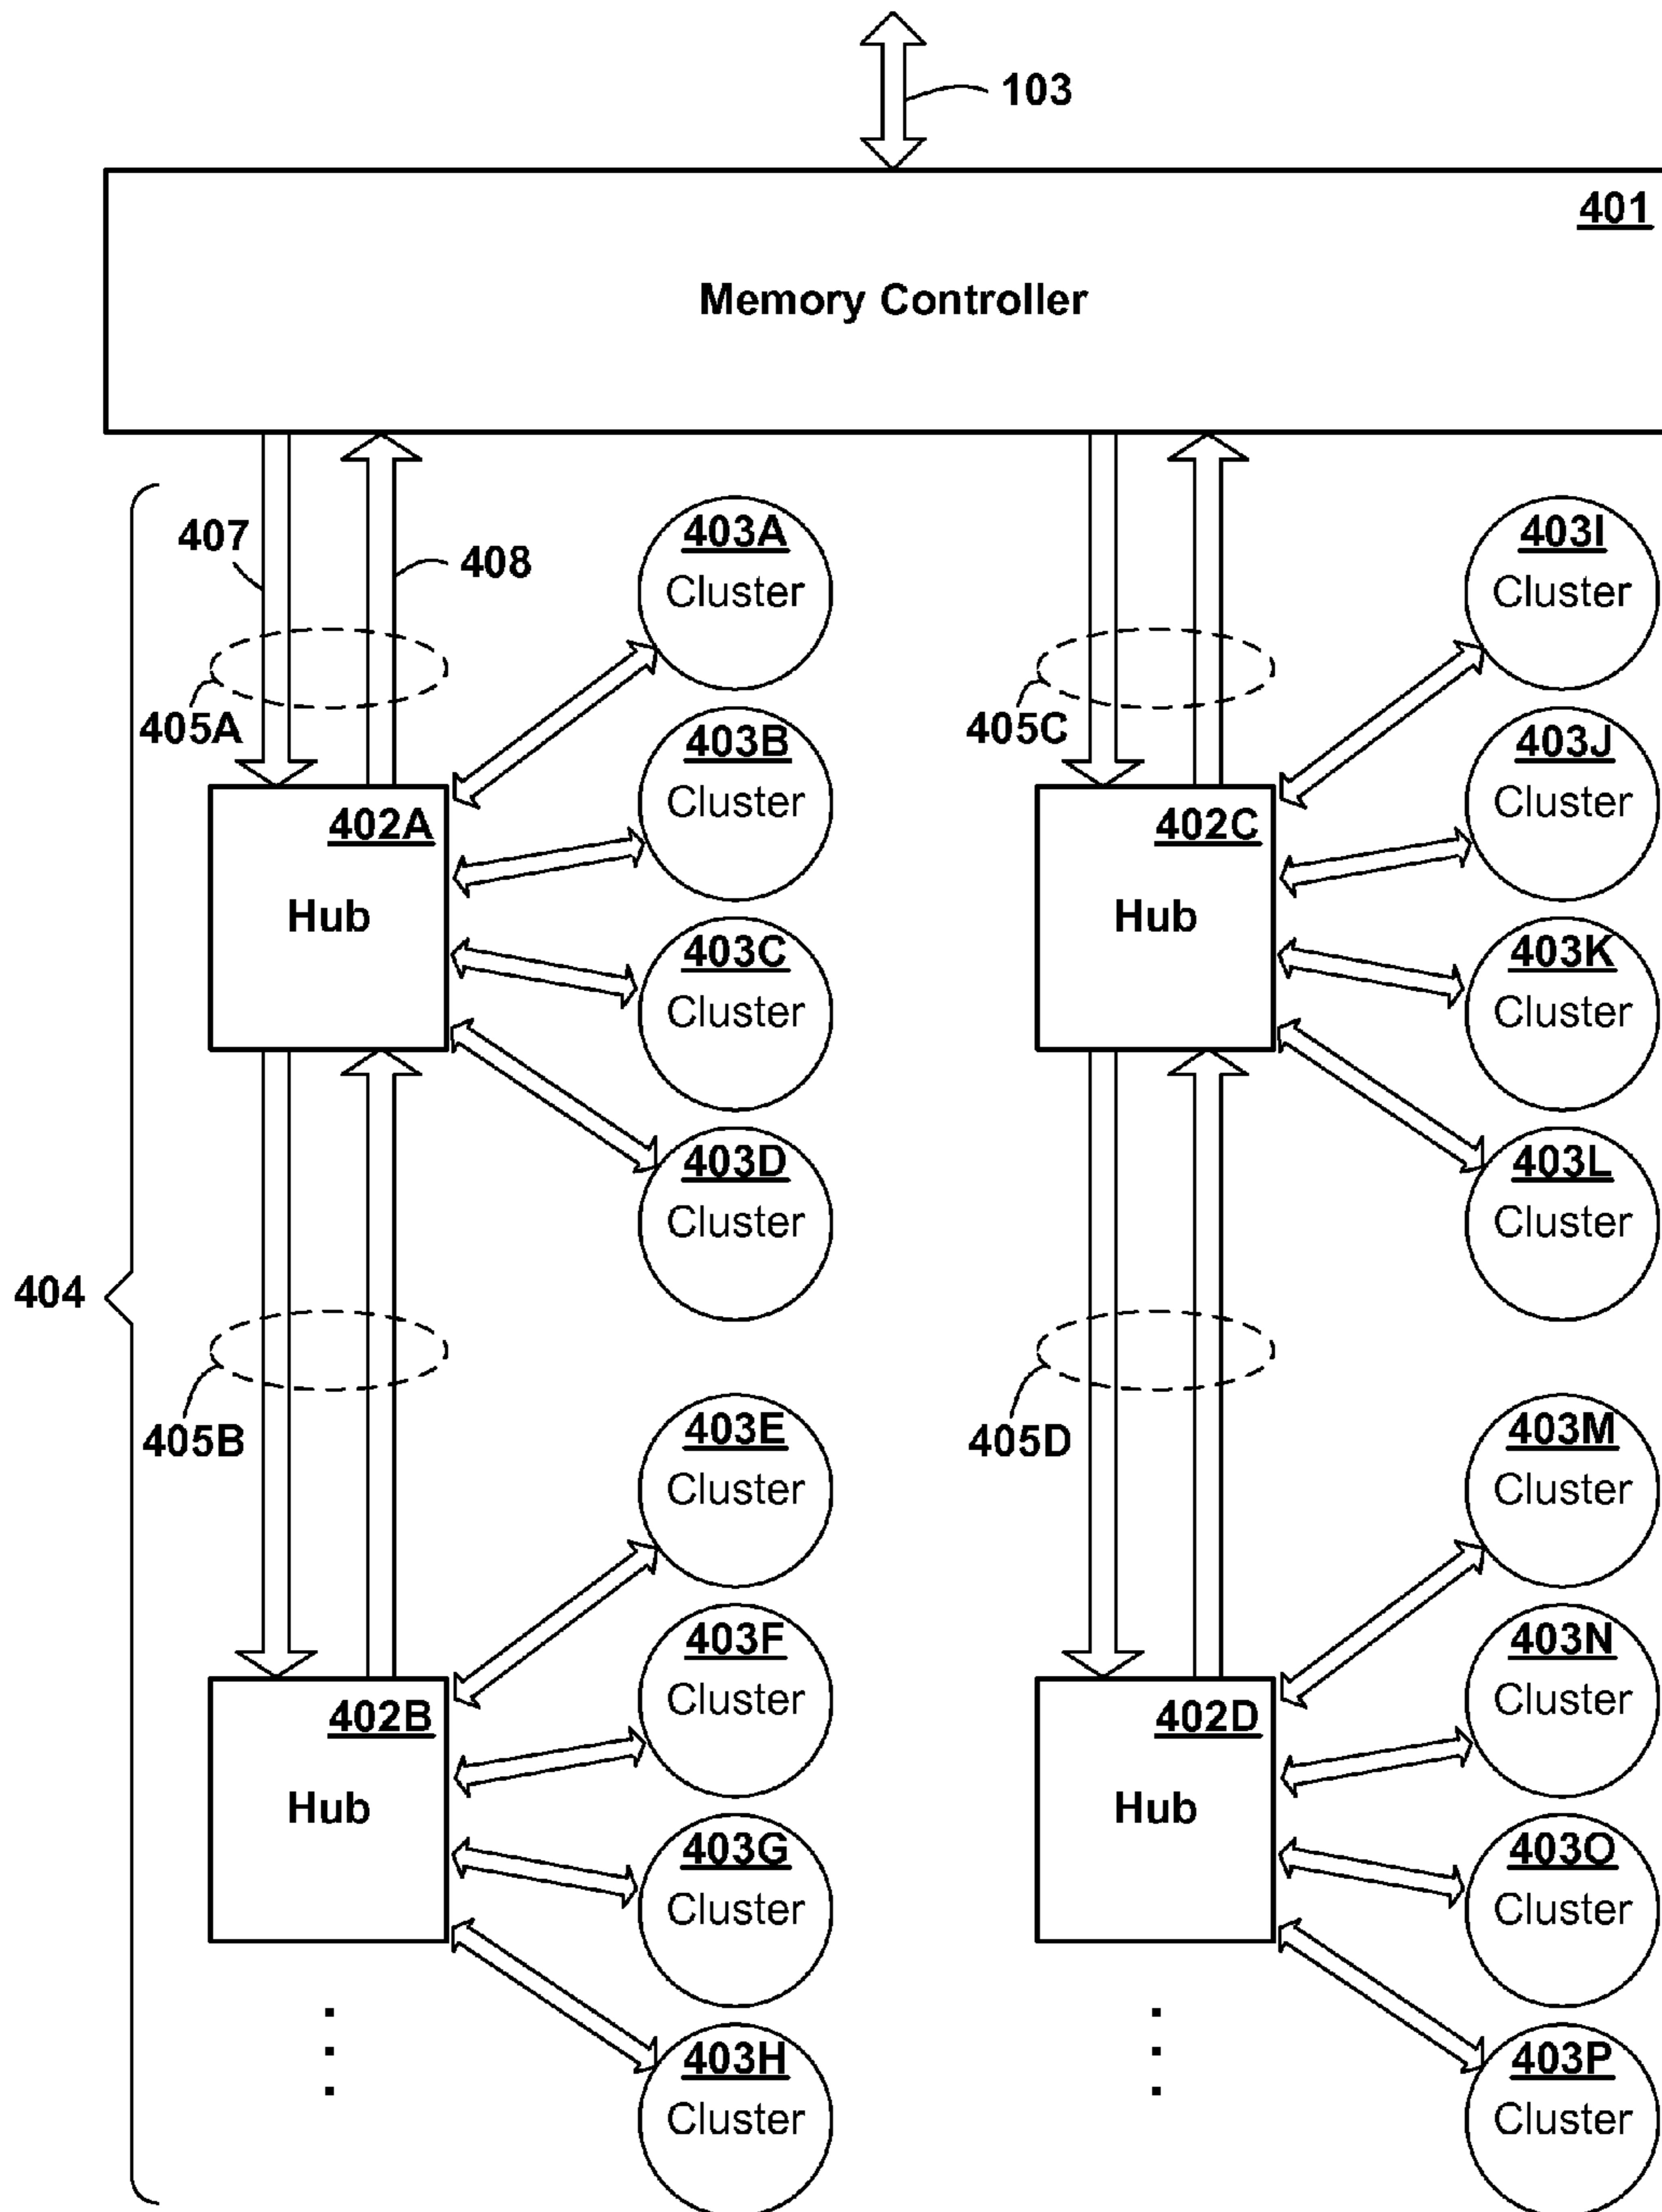 103
401
Memory Controller
407
408
403A
Cluster
403I
Cluster
405A
405C
403B
Cluster
403J
Cluster
402A
Hub
402C
Hub
403C
Cluster
403K
Cluster
403D
Cluster
403L
Cluster
404
405B
405D
403E
Cluster
403M
Cluster
403F
Cluster
403N
Cluster
402B
Hub
402D
Hub
403G
Cluster
403O
Cluster
403H
Cluster
403P
Cluster